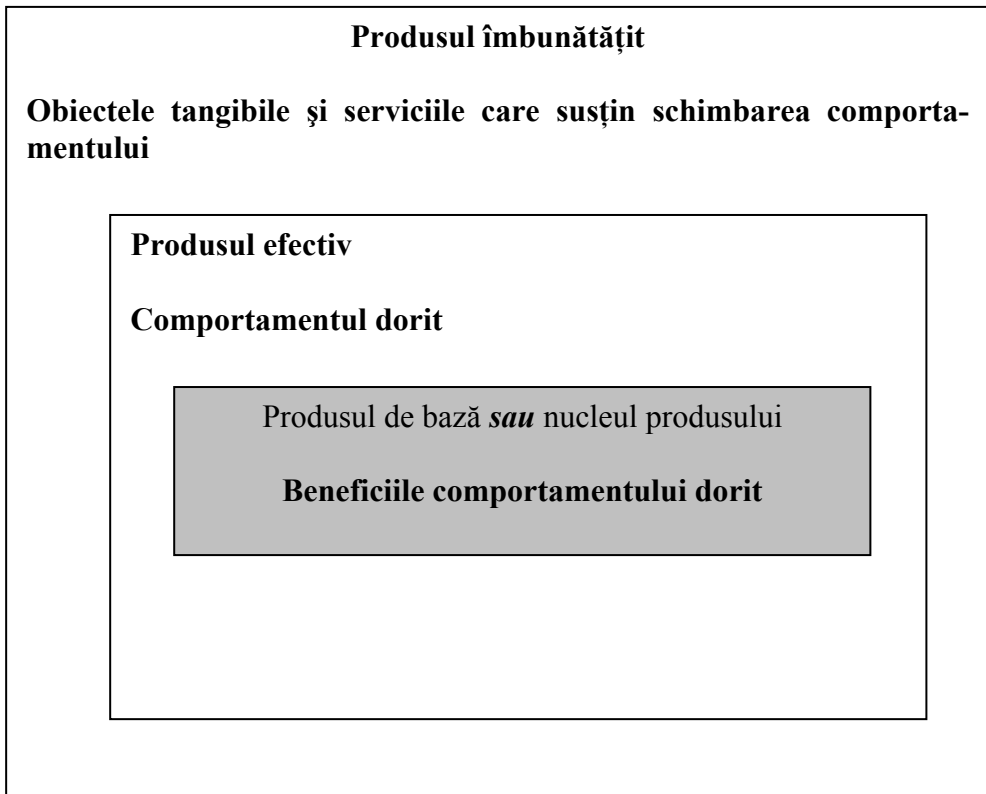 Produsul îmbunătățit
Obiectele tangibile şi serviciile care susțin schimbarea comporta-
mentului
Produsul efectiv
Comportamentul dorit
Produsul de bază sau nucleul produsului
Beneficiile comportamentului dorit